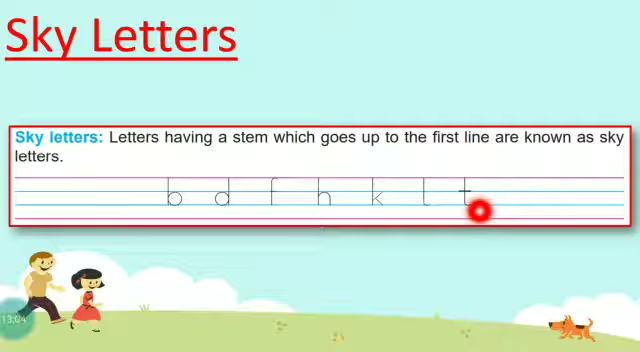 Sky Letters
Sky letters: Letters having a stem which goes up to the first line are known as sky
letters.
b d f h k l t
13:04